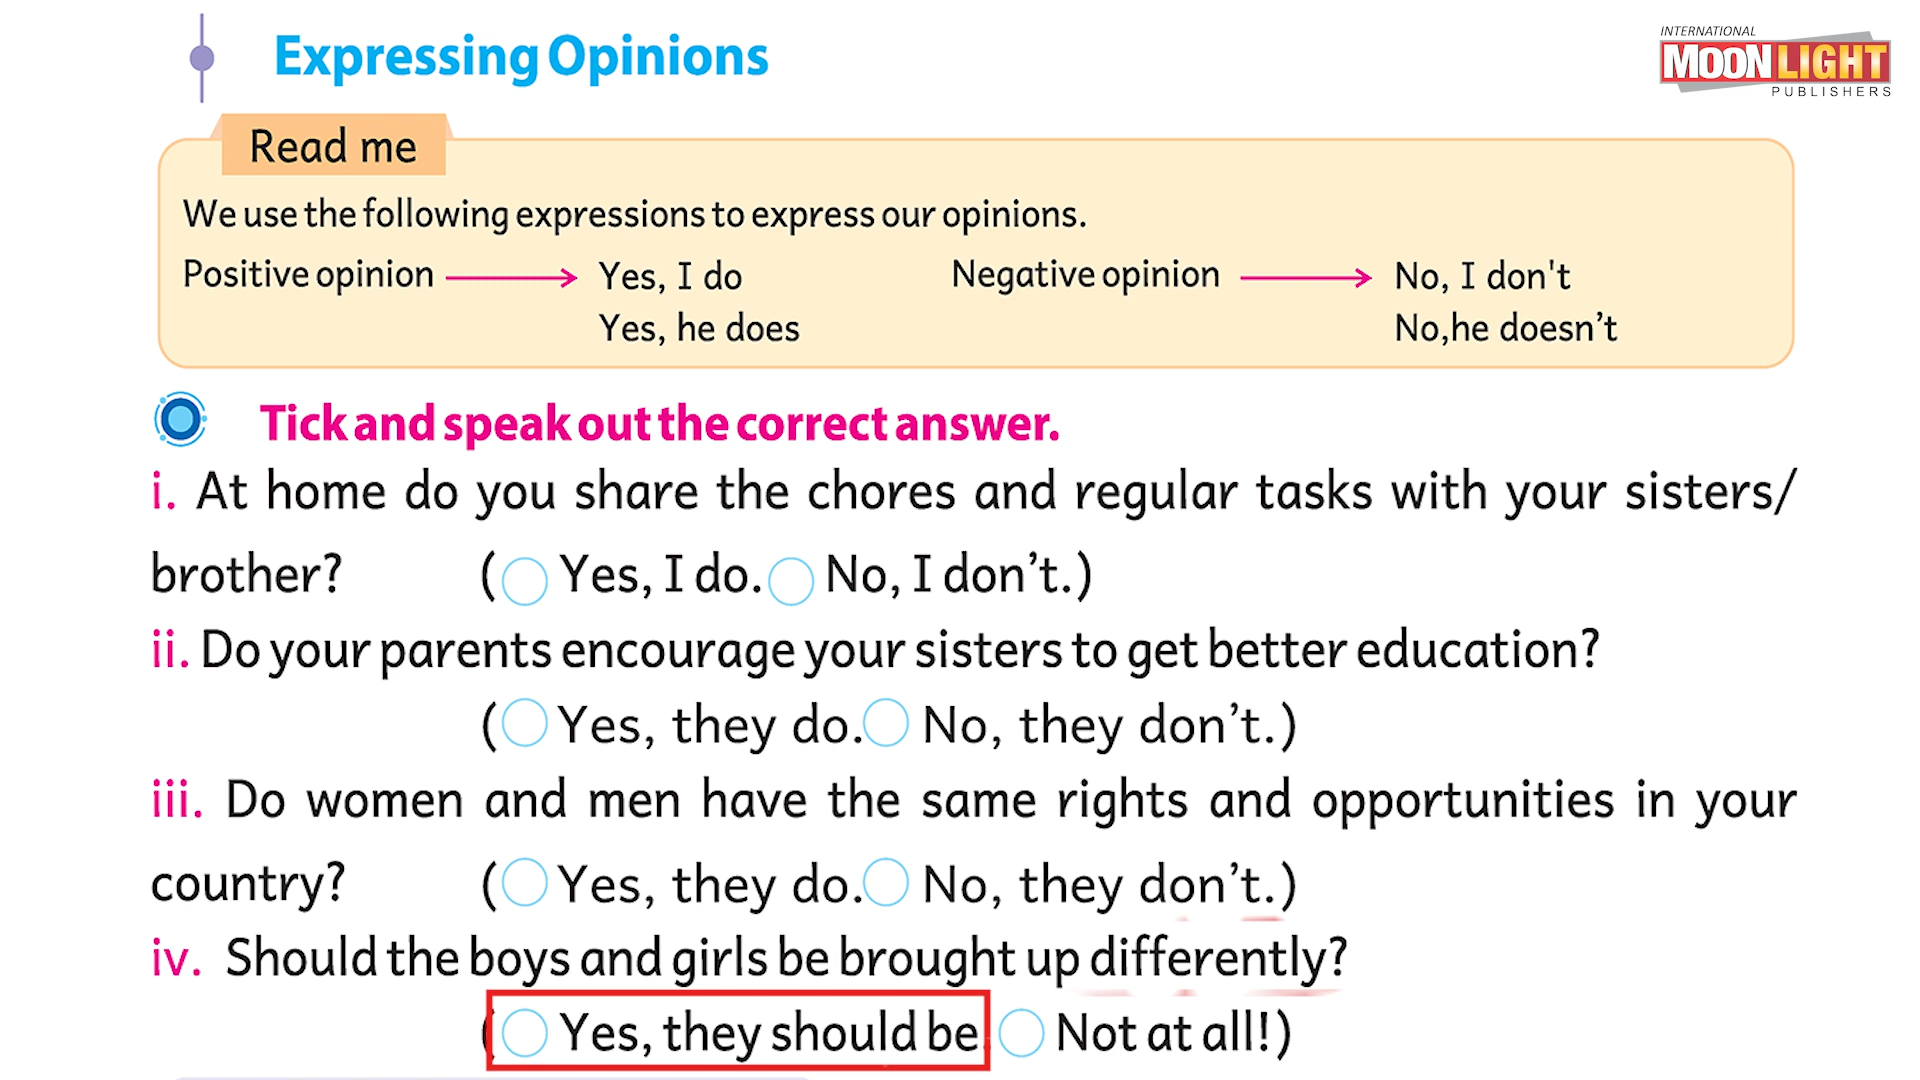 Expressing Opinions
INTERNATIONAL
MOONLIGHT
PUBLISHERS
Read me
We use the following expressions to express our opinions.
Positive opinion Yes, I do Negative opinion No, I don't
Yes, he does No,he doesn’t
Tick and speak out the correct answer.
i. At home do you share the chores and regular tasks with your sisters/
brother? ( Yes, I do. No, I don’t.)
ii. Do your parents encourage your sisters to get better education?
( Yes, they do. No, they don’t.)
iii. Do women and men have the same rights and opportunities in your
country? ( Yes, they do. No, they don’t.)
iv. Should the boys and girls be brought up differently?
( Yes, they should be Not at all!)